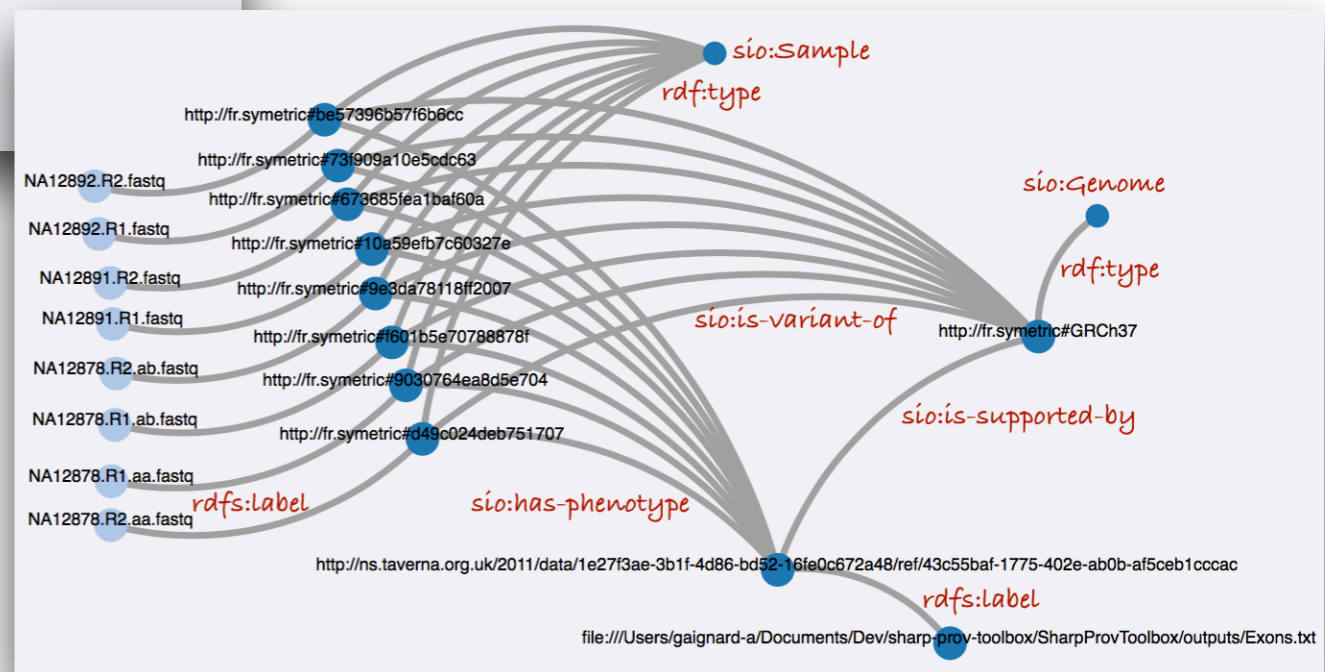 sio:Sample
rdf:type
http://fr.symetric#be57396b57f6b6cc
http://fr.symetric#73f909a10e5cdc63
NA12892.R2.fastq
http://fr.symetric#673685fea1baf60a
sio:Genome
NA12892.R1.fastq
http://fr.symetric#10a59efb7c60327e
NA12891.R2.fastq
rdf:type
http://fr.symetric#9e3da78118ff2007
NA12891.R1.fastq
sio:is-variant-of
http://fr.symetric#GRCh37
http://fr.symetric#f601b5e70788878f
NA12878.R2.ab.fastq
http://fr.symetric#9030764ea8d5e704
NA12878.R1.ab.fastq
sio:is-supported-by
http://fr.symetric#d49c024deb751707
NA12878.R1.aa.fastq
rdfs:label
sio:has-phenotype
NA12878.R2.aa.fastq
http://ns.taverna.org.uk/2011/data/1e27f3ae-3b1f-4d86-bd52-16fe0c672a48/ref/43c55baf-1775-402e-ab0b-af5ceb1cccac
rdfs:label
file:///Users/gaignard-a/Documents/Dev/sharp-prov-toolbox/SharpProvToolbox/outputs/Exons.txt